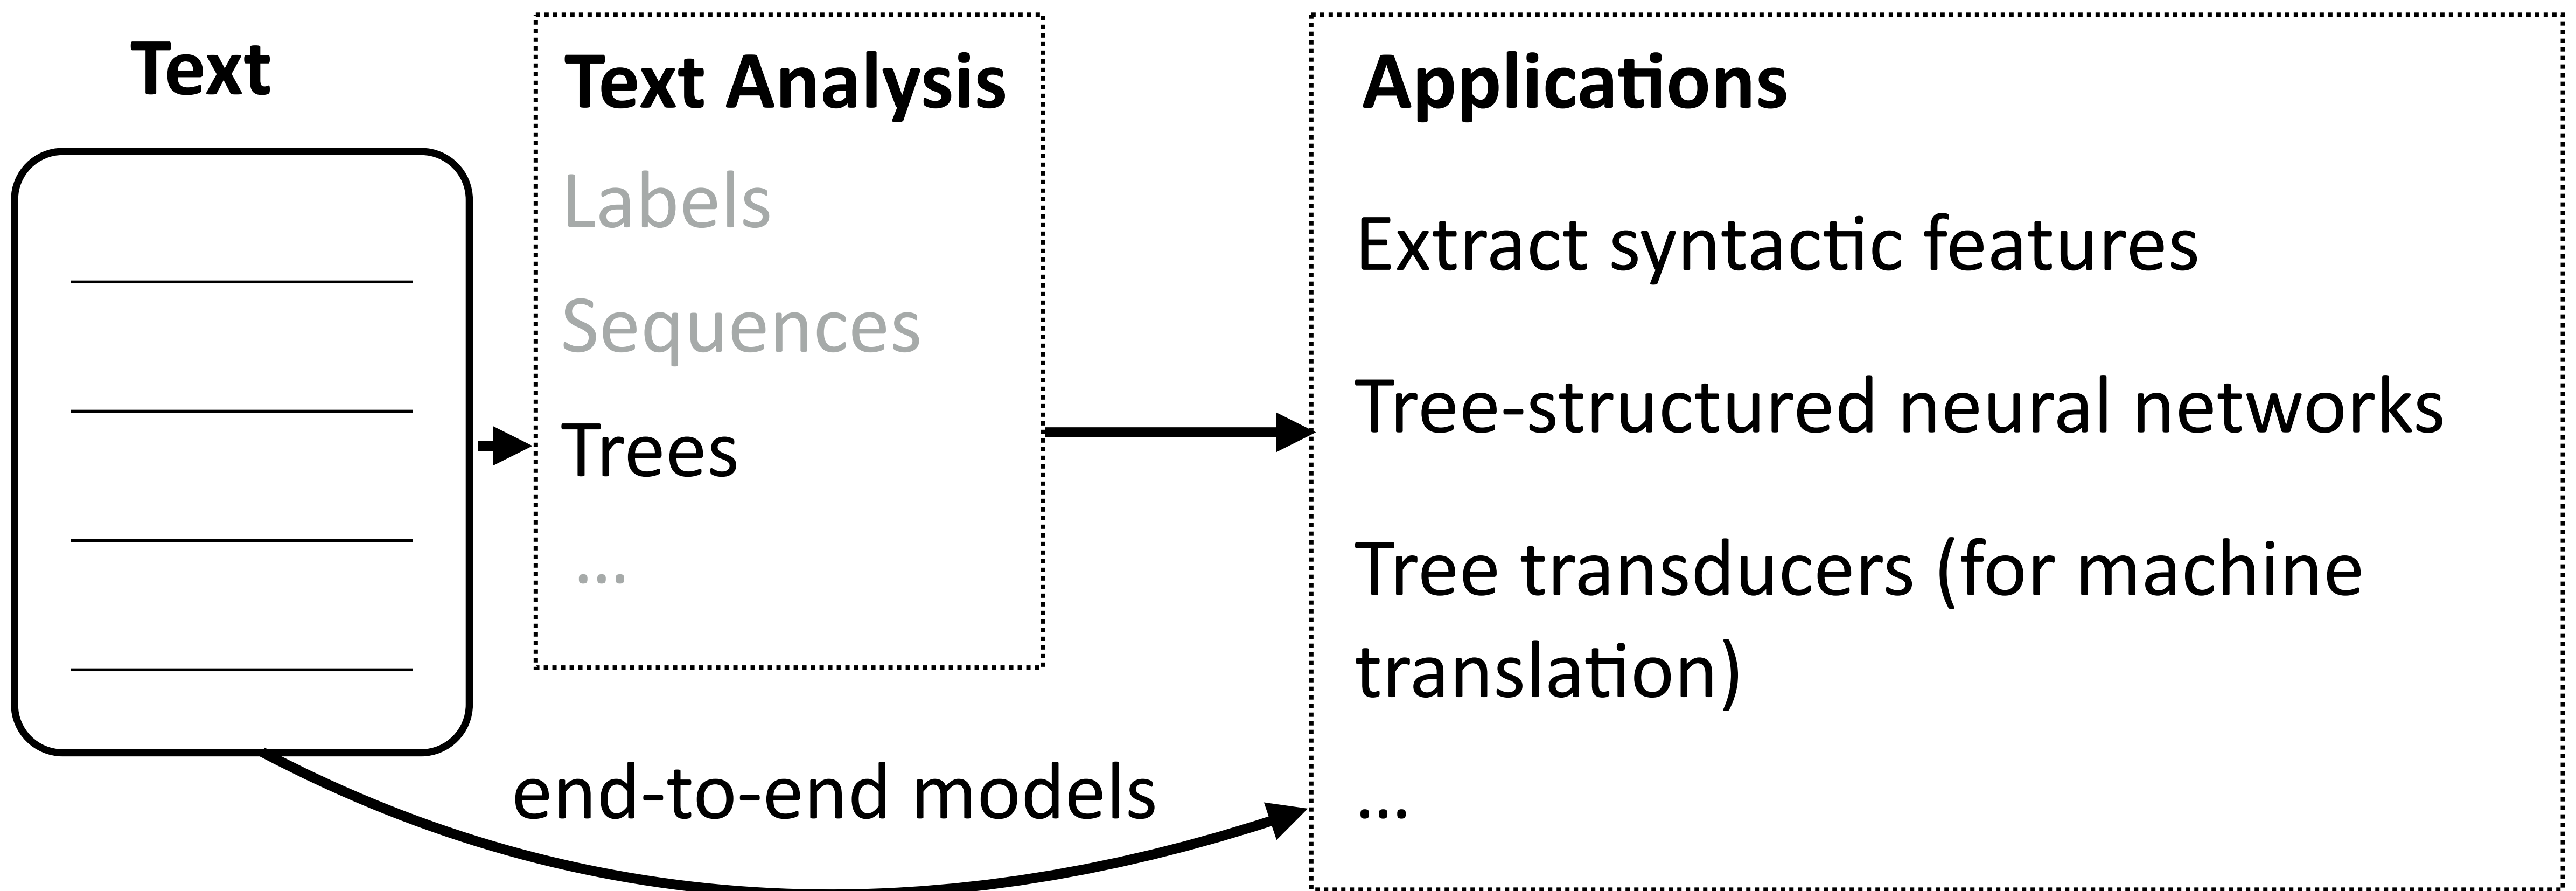 Text
Text Analysis
Labels
Sequences
Trees
...
Applications
Extract syntactic features
Tree-structured neural networks
Tree transducers (for machine
translation)
...
end-to-end models